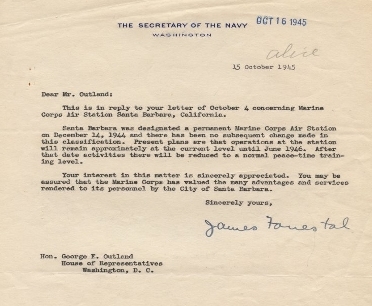 THE SECRETARY OF THE NAVY
WASHINGTON
OCT 16 1945
alice
15 October 1945
Dear Mr. Outland:
This is in reply to your letter of October 4 concerning Marine
Corps Air Station Santa Barbara, California.
Santa Barbara was designated a permanent Marine Corps Air Station
on December 14, 1944 and there has been no subsequent change made in
this classification. Present plans are that operations at the station
will remain approximately at the current level until June 1946. After
that date activities there will be reduced to a normal peace-time train-
ing level.
Your interest in this matter is sincerely appreciated. You may be
assured that the Marine Corps has valued the many advantages and services
rendered to its personnel by the City of Santa Barbara.
Sincerely yours,
James Forrestal
Hon. George E. Outland
House of Representatives
Washington, D. C.